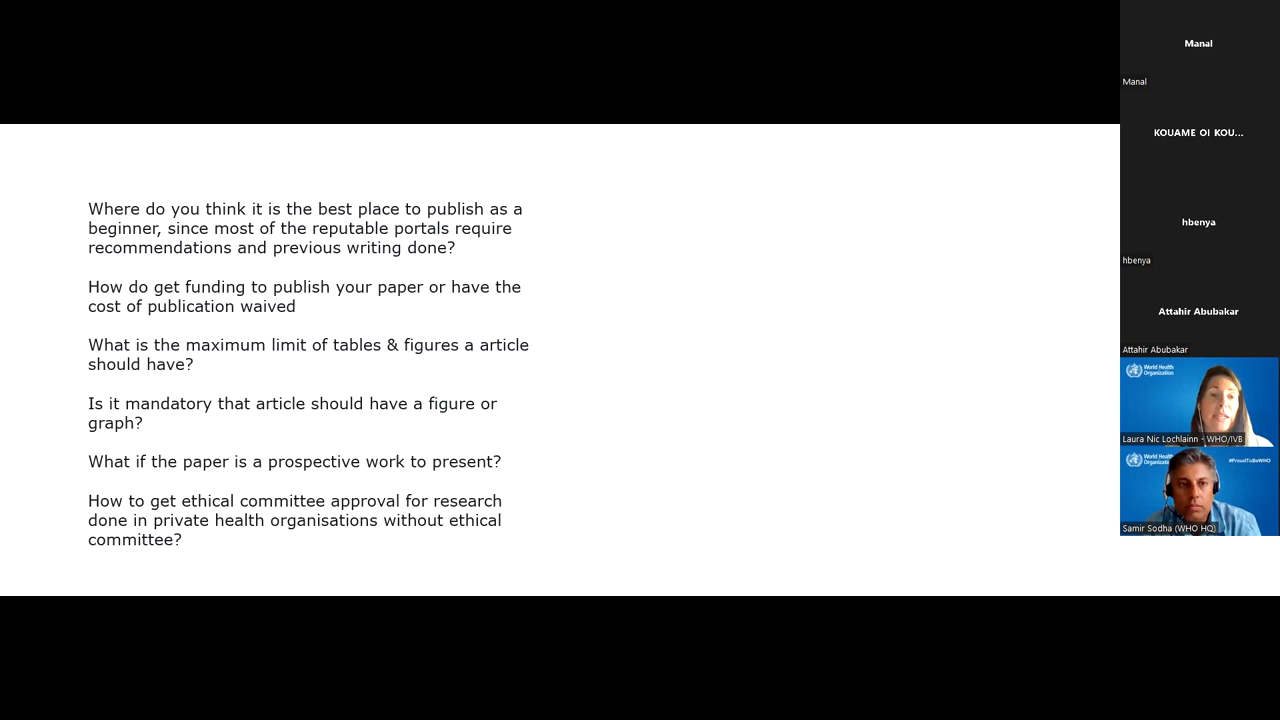 Where do you think it is the best place to publish as a
beginner, since most of the reputable portals require
recommendations and previous writing done?
How do get funding to publish your paper or have the
cost of publication waived
What is the maximum limit of tables & figures a article
should have?
Is it mandatory that article should have a figure or
graph?
What if the paper is a prospective work to present?
How to get ethical committee approval for research
done in private health organisations without ethical
committee?
Manal
Manal
KOUAME OI KOU...
hbenya
hbenya
Attahir Abubakar
Attahir Abubakar
World Health
Organization
Laura Nic Lochlainn - WHO/IVB
World Health
Organization
#ProudToBeWHO
Samir Sodha (WHO HQ)